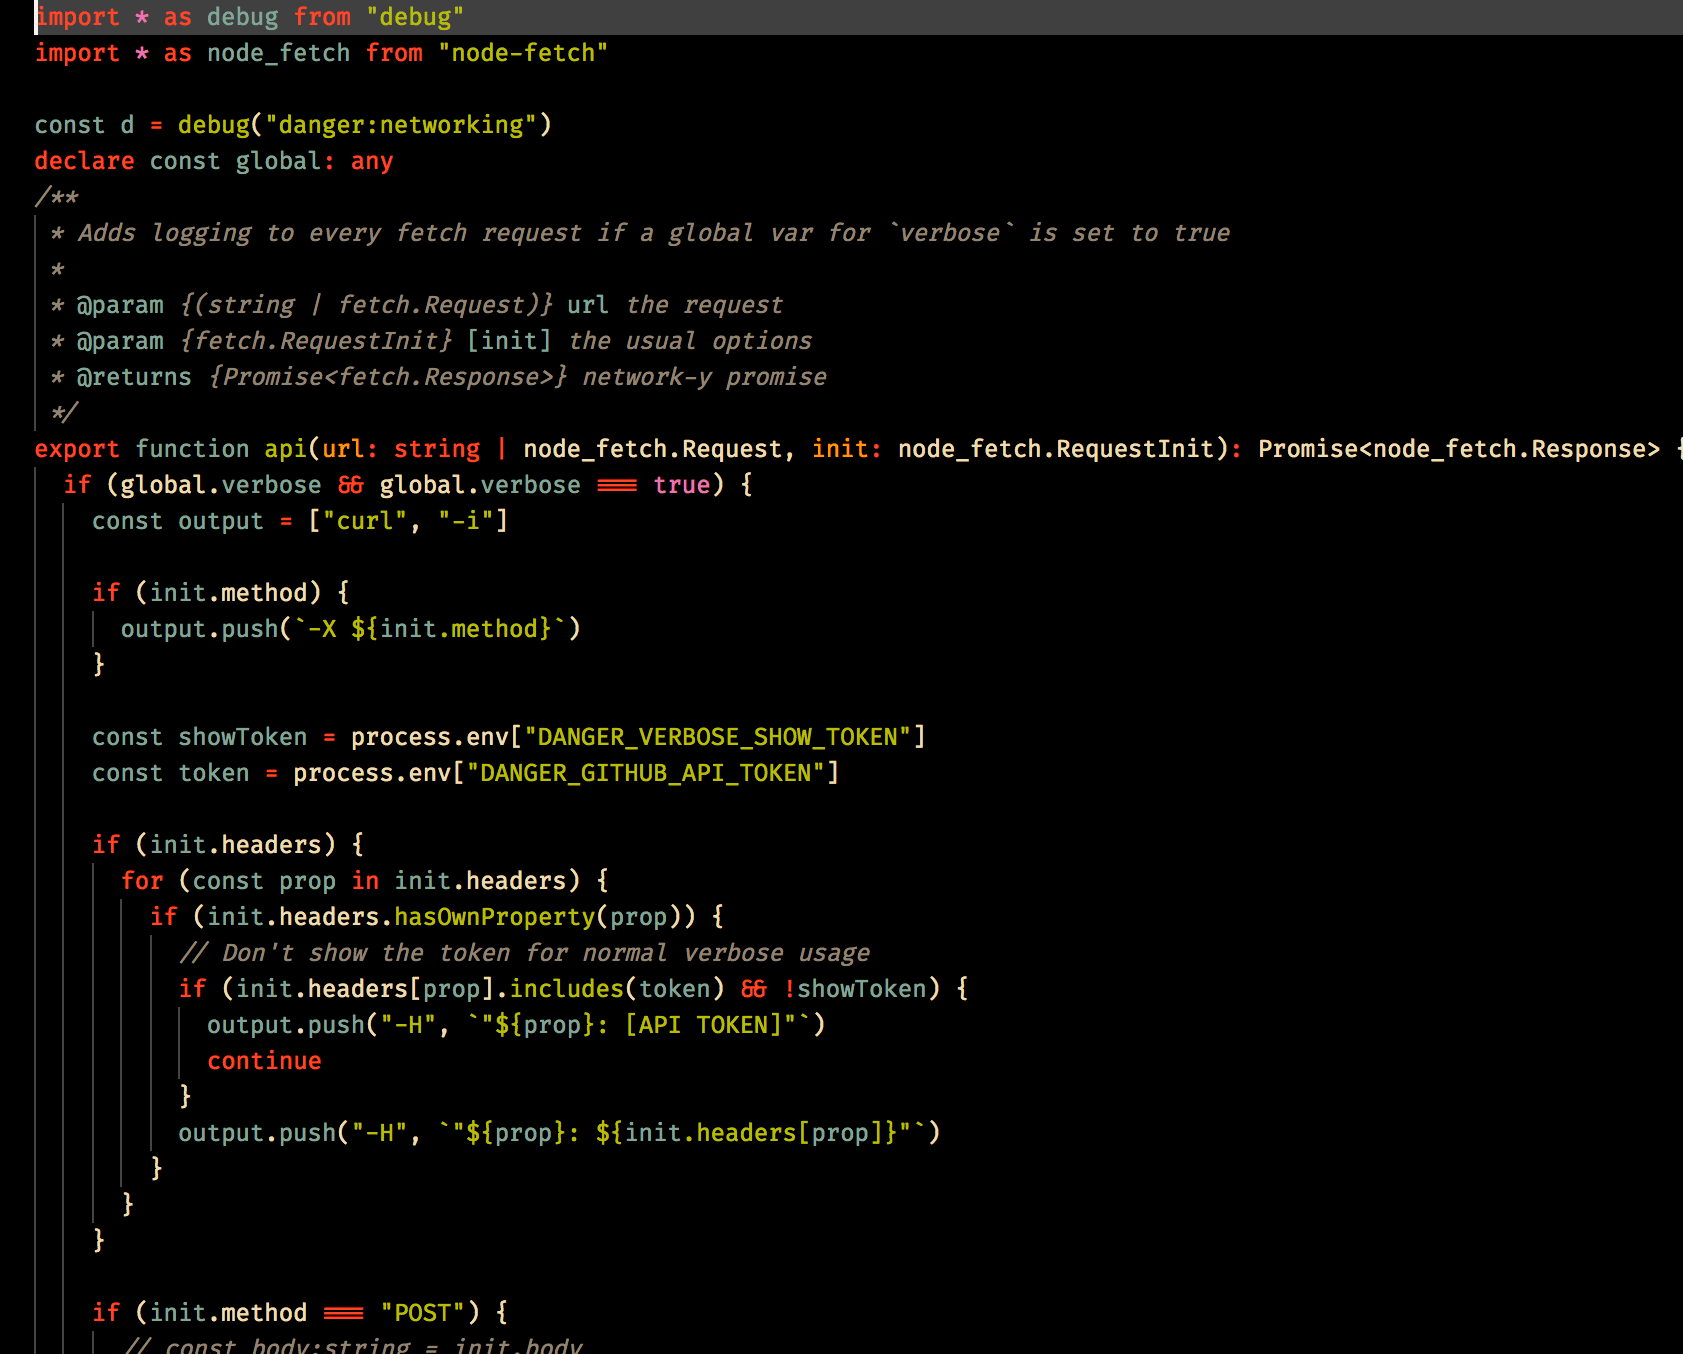 import * as debug from "debug"
import * as node_fetch from "node-fetch"
const d = debug("danger:networking")
declare const global: any
/**
* Adds logging to every fetch request if a global var for `verbose` is set to true
*
* @param {(string | fetch.Request)} url the request
* @param {fetch.RequestInit} [init] the usual options
* @returns {Promise<fetch.Response>} network-y promise
*/
export function api(url: string | node_fetch.Request, init: node_fetch.RequestInit): Promise<node_fetch.Response> {
if (global.verbose && global.verbose === true) {
const output = ["curl", "-i"]
if (init.method) {
output.push(`-X ${init.method}`)
}
const showToken = process.env["DANGER_VERBOSE_SHOW_TOKEN"]
const token = process.env["DANGER_GITHUB_API_TOKEN"]
if (init.headers) {
for (const prop in init.headers) {
if (init.headers.hasOwnProperty(prop)) {
// Don't show the token for normal verbose usage
if (init.headers[prop].includes(token) && !showToken) {
output.push("-H", `"${prop}: [API TOKEN]"`)
continue
}
output.push("-H", `"${prop}: ${init.headers[prop]}"`)
}
}
}
if (init.method === "POST") {
// const body:string = init.body